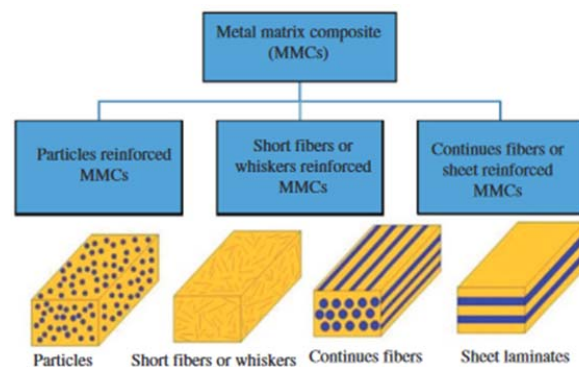 Metal matrix composite
(MMCs)
Particles reinforced
MMCs
Short fibers or
whiskers reinforced
MMCs
Continues fibers or
sheet reinforced
MMCs
Particles
Short fibers or whiskers
Continues fibers
Sheet laminates